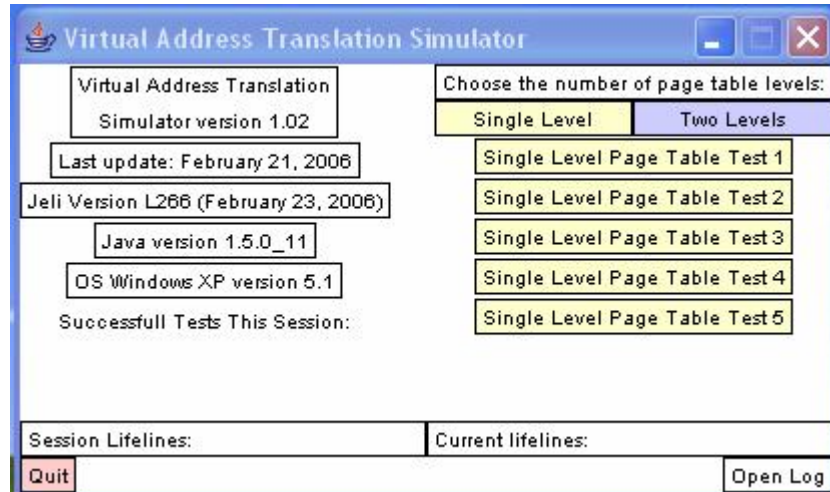 Virtual Address Translation Simulator
Virtual Address Translation
Simulator version 1.02
Last update: February 21, 2006
Jeli Version L266 (February 23, 2006)
Java version 1.5.0_11
OS Windows XP version 5.1
Successfull Tests This Session:
Choose the number of page table levels:
Single Level
Two Levels
Single Level Page Table Test 1
Single Level Page Table Test 2
Single Level Page Table Test 3
Single Level Page Table Test 4
Single Level Page Table Test 5
Session Lifelines:
Current lifelines:
Quit
Open Log